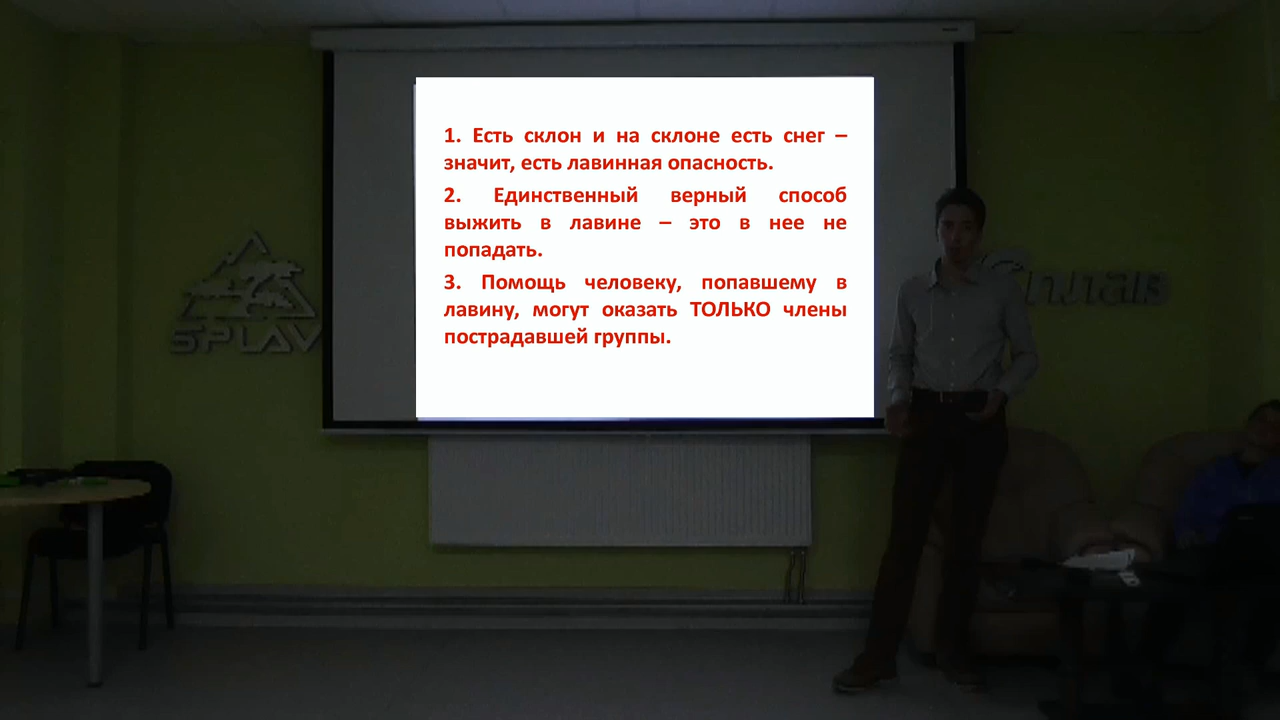 1. Есть склон и на склоне есть снег –
значит, есть лавинная опасность.
2. Единственный верный способ
выжить в лавине – это в нее не
попадать.
3. Помощь человеку, попавшему в
лавину, могут оказать ТОЛЬКО члены
пострадавшей группы.
SPLAV
Сплав